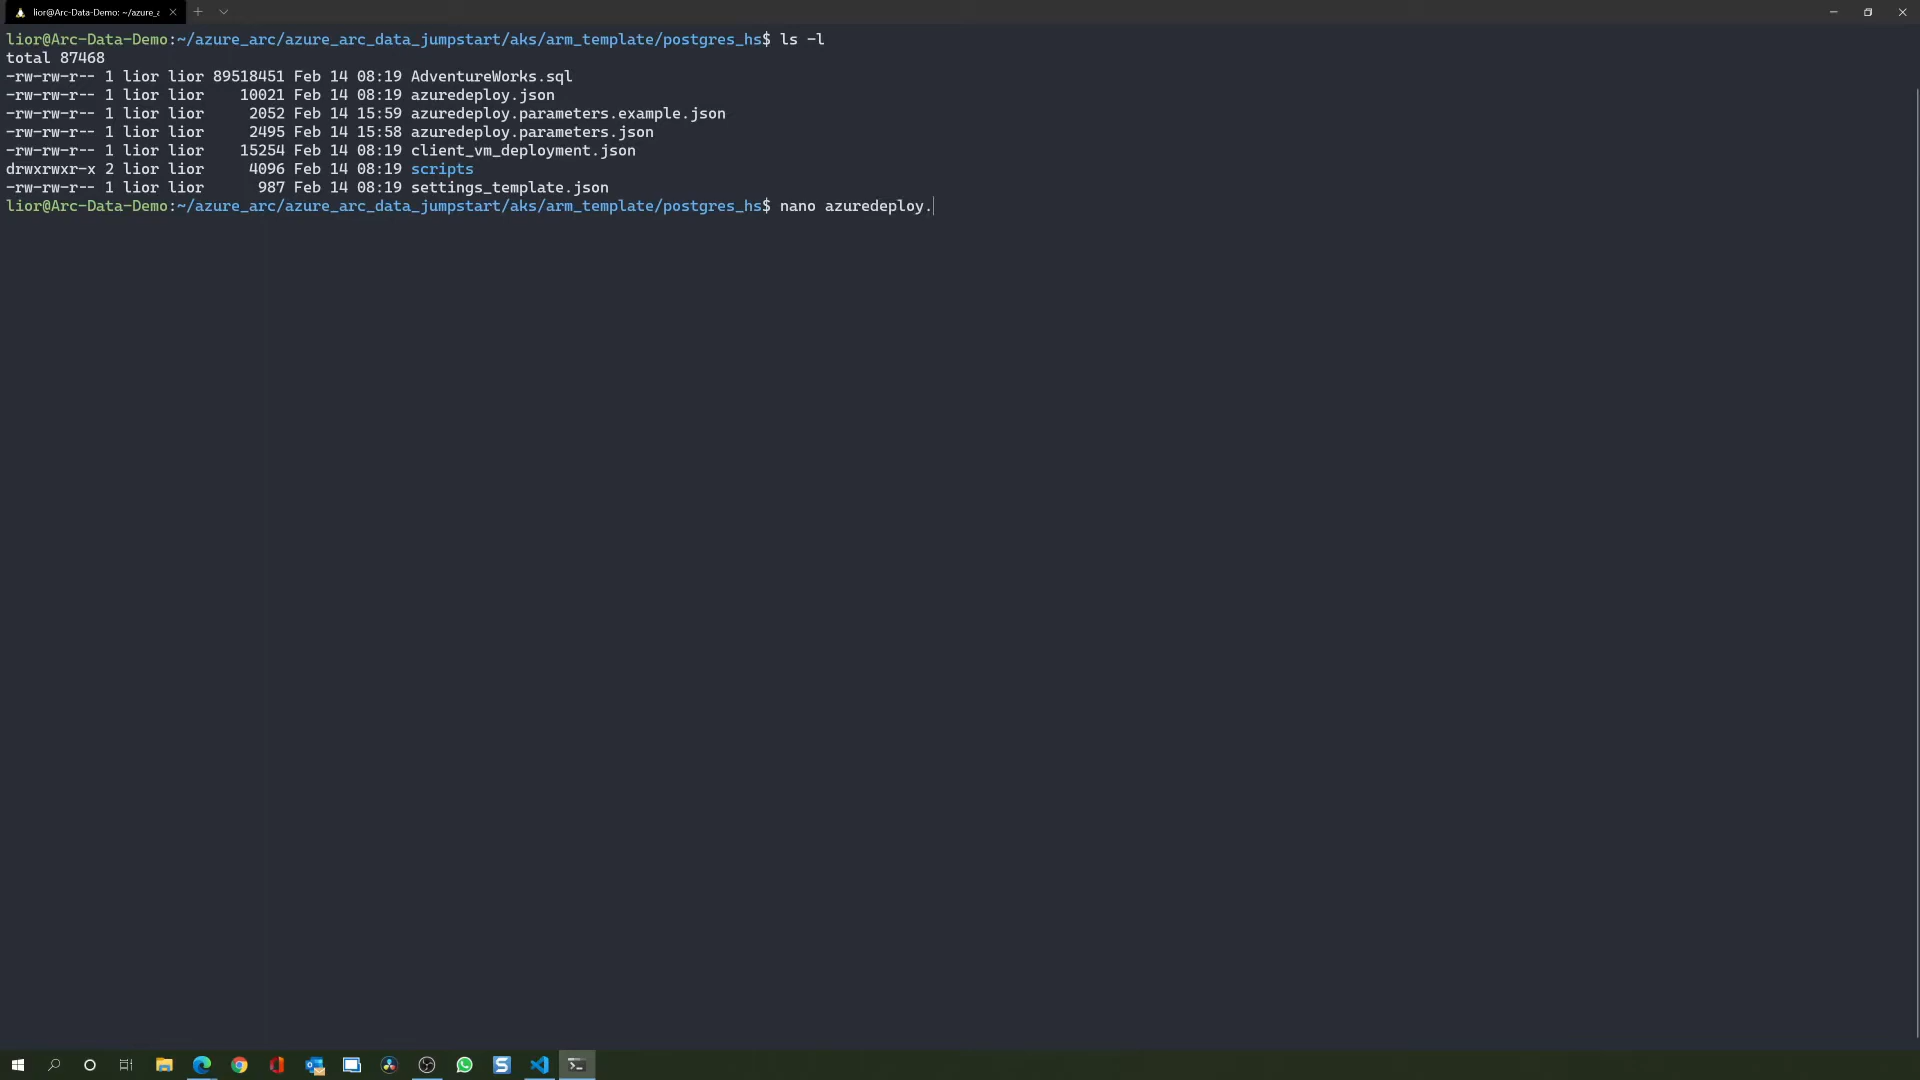 lior@Arc-Data-Demo: ~/azure_a
lior@Arc-Data-Demo:~/azure_arc/azure_arc_data_jumpstart/aks/arm_template/postgres_hs$ ls -l
total 87468
-rw-rw-r-- 1 lior lior 89518451 Feb 14 08:19 AdventureWorks.sql
-rw-rw-r-- 1 lior lior    10021 Feb 14 08:19 azuredeploy.json
-rw-rw-r-- 1 lior lior     2052 Feb 14 15:59 azuredeploy.parameters.example.json
-rw-rw-r-- 1 lior lior     2495 Feb 14 15:58 azuredeploy.parameters.json
-rw-rw-r-- 1 lior lior    15254 Feb 14 08:19 client_vm_deployment.json
drwxrwxr-x 2 lior lior     4096 Feb 14 08:19 scripts
-rw-rw-r-- 1 lior lior      987 Feb 14 08:19 settings_template.json
lior@Arc-Data-Demo:~/azure_arc/azure_arc_data_jumpstart/aks/arm_template/postgres_hs$ nano azuredeploy.